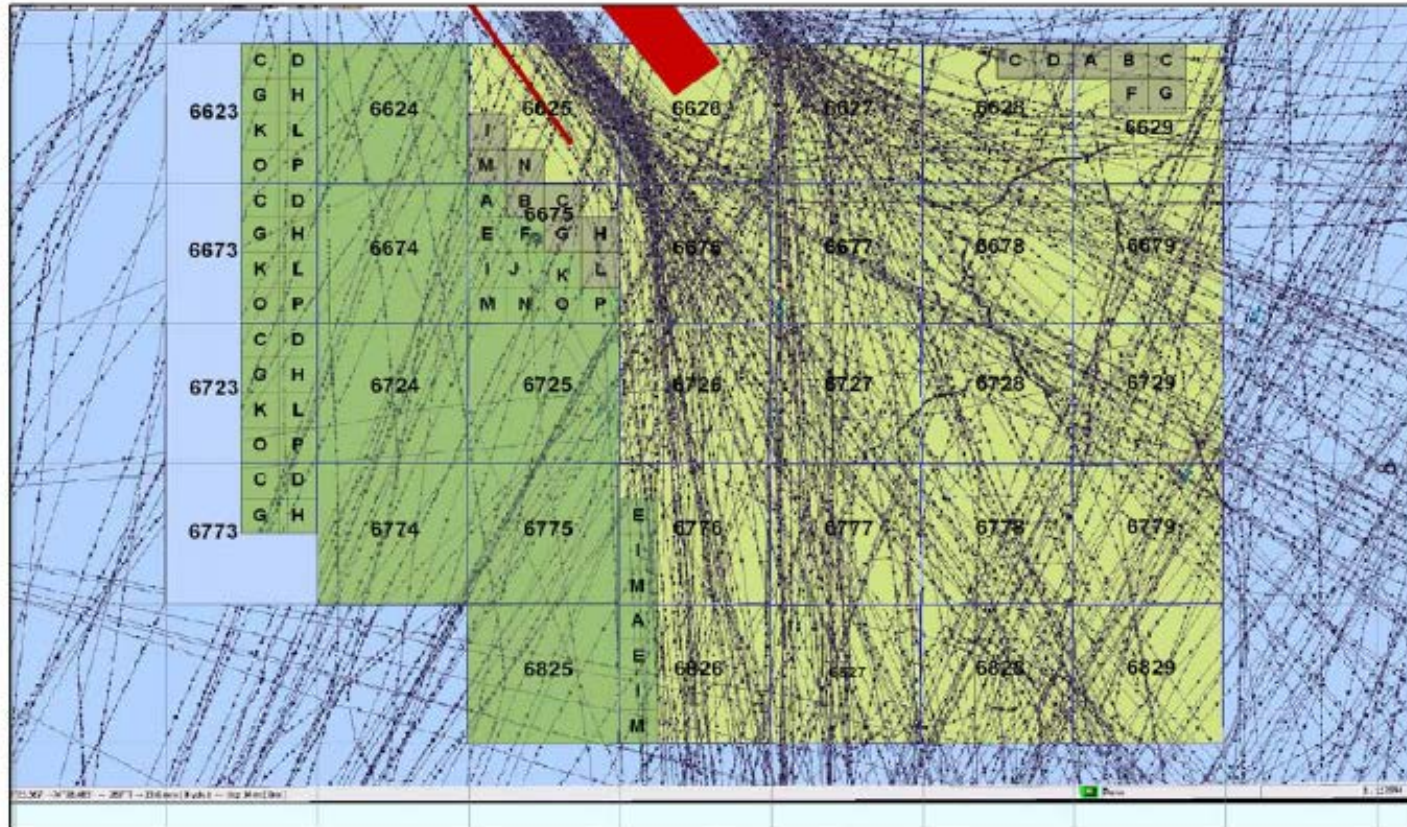 C D C D A B C
G H F G
6623 6624 6625 6626 6627 6628
K L I 6629
O P M N
C D A B C
6675
G H E F G H
6673 6674 6676 6677 6678 6679
K L I J K L
O P M N O P
C D
G H
6723 6724 6725 6726 6727 6728 6729
K L
O P
C D
G H E
6773 6774 6775 6776 6777 6778 6779
I
M
A
E
6825 6826 6827 6828 6829
I
M